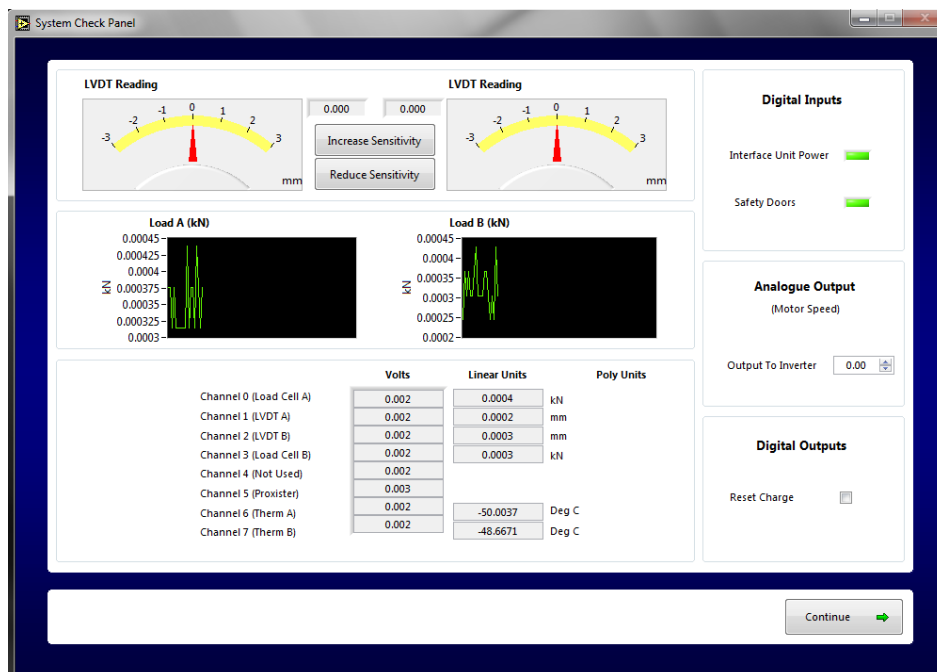 System Check Panel
LVDT Reading
LVDT Reading
-3 -2 -1 0 1 2 3
mm
0.000 0.000
Increase Sensitivity
Reduce Sensitivity
-3 -2 -1 0 1 2 3
mm
Load A (kN)
kN
0.00045
0.000425
0.0004
0.000375
0.00035
0.000325
0.0003
Load B (kN)
kN
0.00045
0.0004
0.00035
0.0003
0.00025
0.0002
Volts Linear Units Poly Units
Channel 0 (Load Cell A) 0.002 0.0004 kN
Channel 1 (LVDT A) 0.002 0.0002 mm
Channel 2 (LVDT B) 0.002 0.0003 mm
Channel 3 (Load Cell B) 0.002 0.0003 kN
Channel 4 (Not Used) 0.002
Channel 5 (Proxister) 0.003
Channel 6 (Therm A) 0.002 -50.0037 Deg C
Channel 7 (Therm B) 0.002 -48.6671 Deg C
Digital Inputs
Interface Unit Power
Safety Doors
Analogue Output
(Motor Speed)
Output To Inverter 0.00
Digital Outputs
Reset Charge
Continue